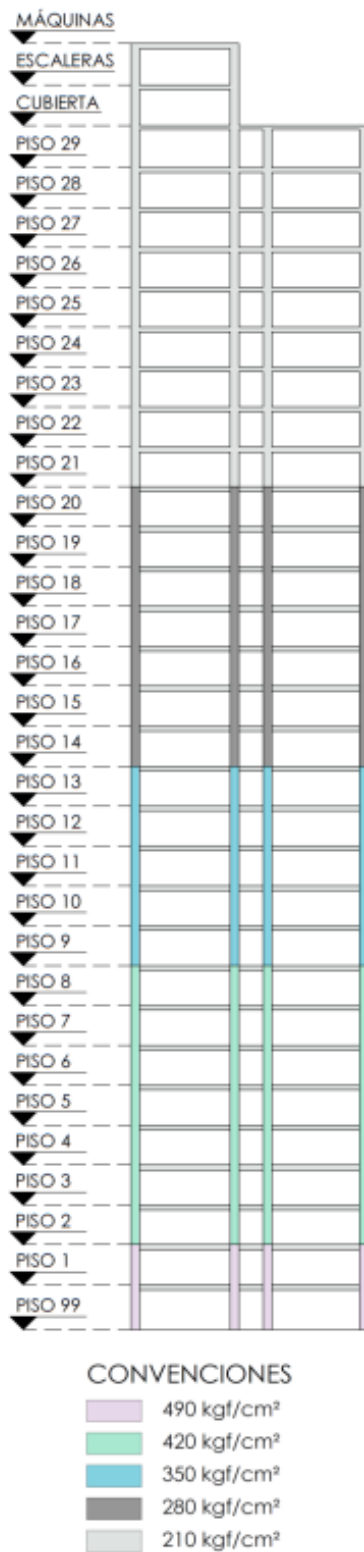 MÁQUINAS
ESCALERAS
CUBIERTA
PISO 29
PISO 28
PISO 27
PISO 26
PISO 25
PISO 24
PISO 23
PISO 22
PISO 21
PISO 20
PISO 19
PISO 18
PISO 17
PISO 16
PISO 15
PISO 14
PISO 13
PISO 12
PISO 11
PISO 10
PISO 9
PISO 8
PISO 7
PISO 6
PISO 5
PISO 4
PISO 3
PISO 2
PISO 1
PISO 99
CONVENCIONES
490 kgf/cm²
420 kgf/cm²
350 kgf/cm²
280 kgf/cm²
210 kgf/cm²